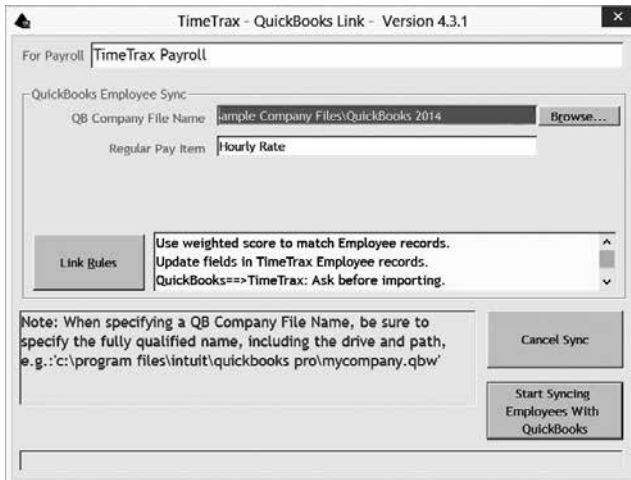 TimeTrax - QuickBooks Link - Version 4.3.1
For Payroll TimeTrax Payroll
QuickBooks Employee Sync
QB Company File Name ample Company Files\QuickBooks 2014 Browse...
Regular Pay Item Hourly Rate
Link Rules
Use weighted score to match Employee records.
Update fields in TimeTrax Employee records.
QuickBooks==>TimeTrax: Ask before importing.
Note: When specifying a QB Company File Name, be sure to
specify the fully qualified name, including the drive and path,
e.g.:'c:\program files\intuit\quickbooks pro\mycompany.qbw'
Cancel Sync
Start Syncing
Employees With
QuickBooks